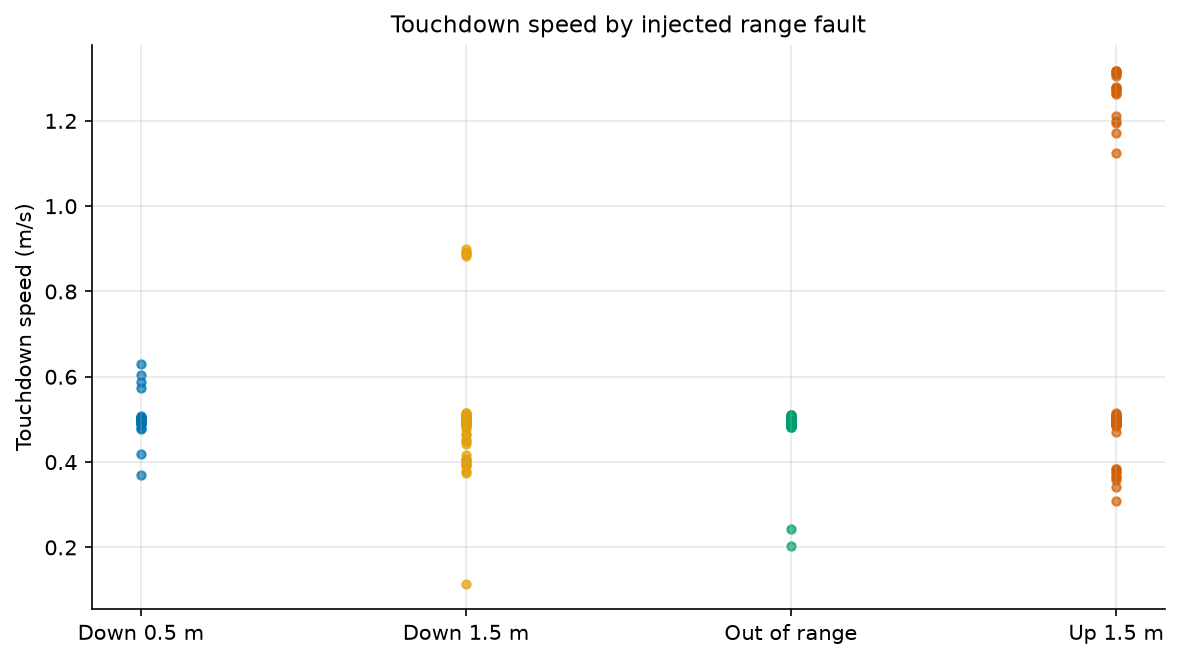 Touchdown speed by injected range fault
Touchdown speed (m/s)
1.2
1.0
0.8
0.6
0.4
0.2
Down 0.5 m
Down 1.5 m
Out of range
Up 1.5 m